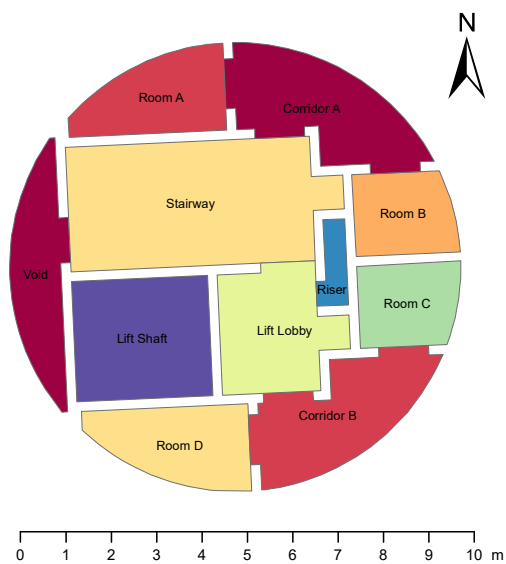 N
Room A
Corridor A
Stairway
Room B
Void
Riser
Room C
Lift Shaft
Lift Lobby
Corridor B
Room D
0 1 2 3 4 5 6 7 8 9 10 m